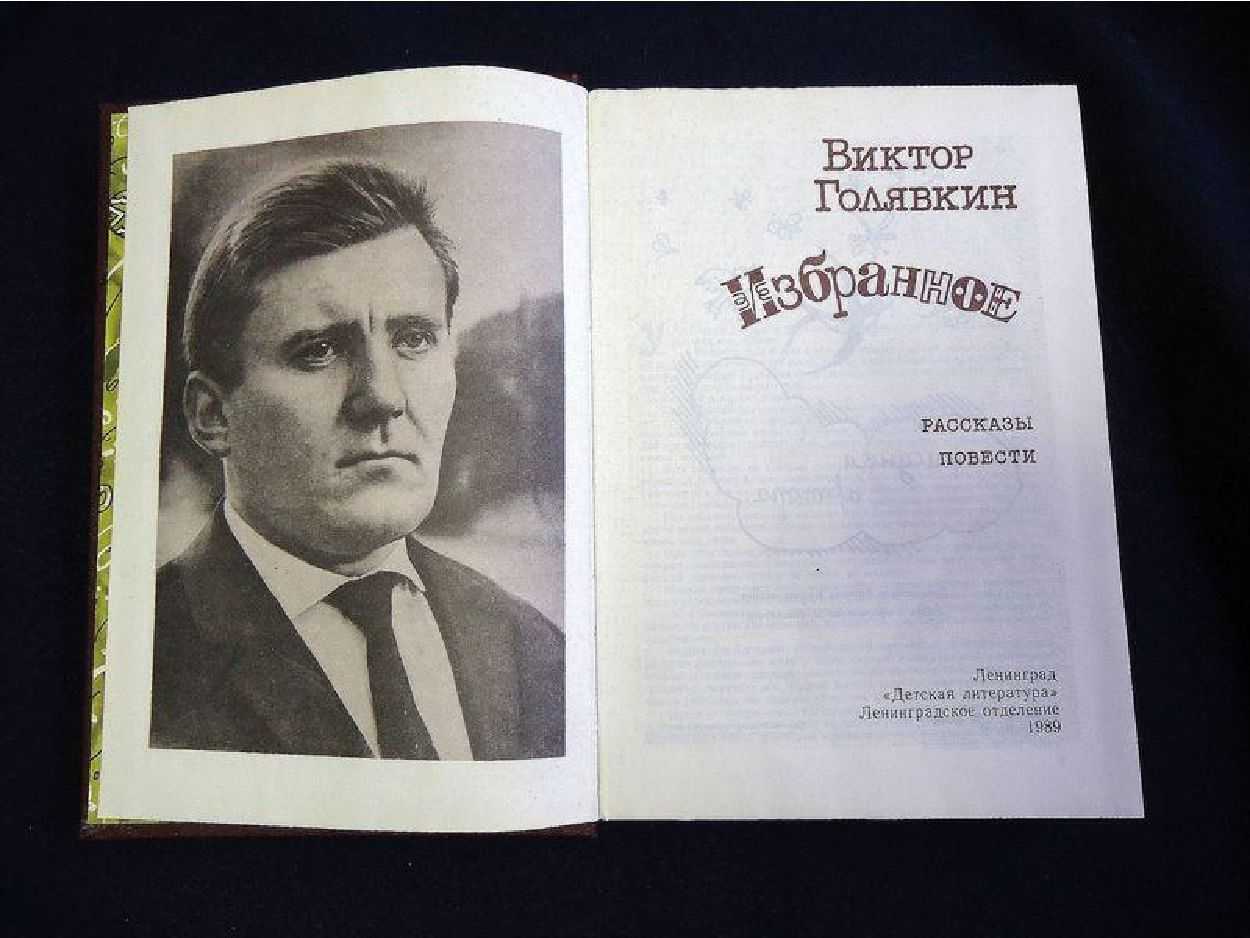 Виктор
Голявкин
Избранное
РАССКАЗЫ
ПОВЕСТИ
Ленинград
«Детская литература»
Ленинградское отделение
1989